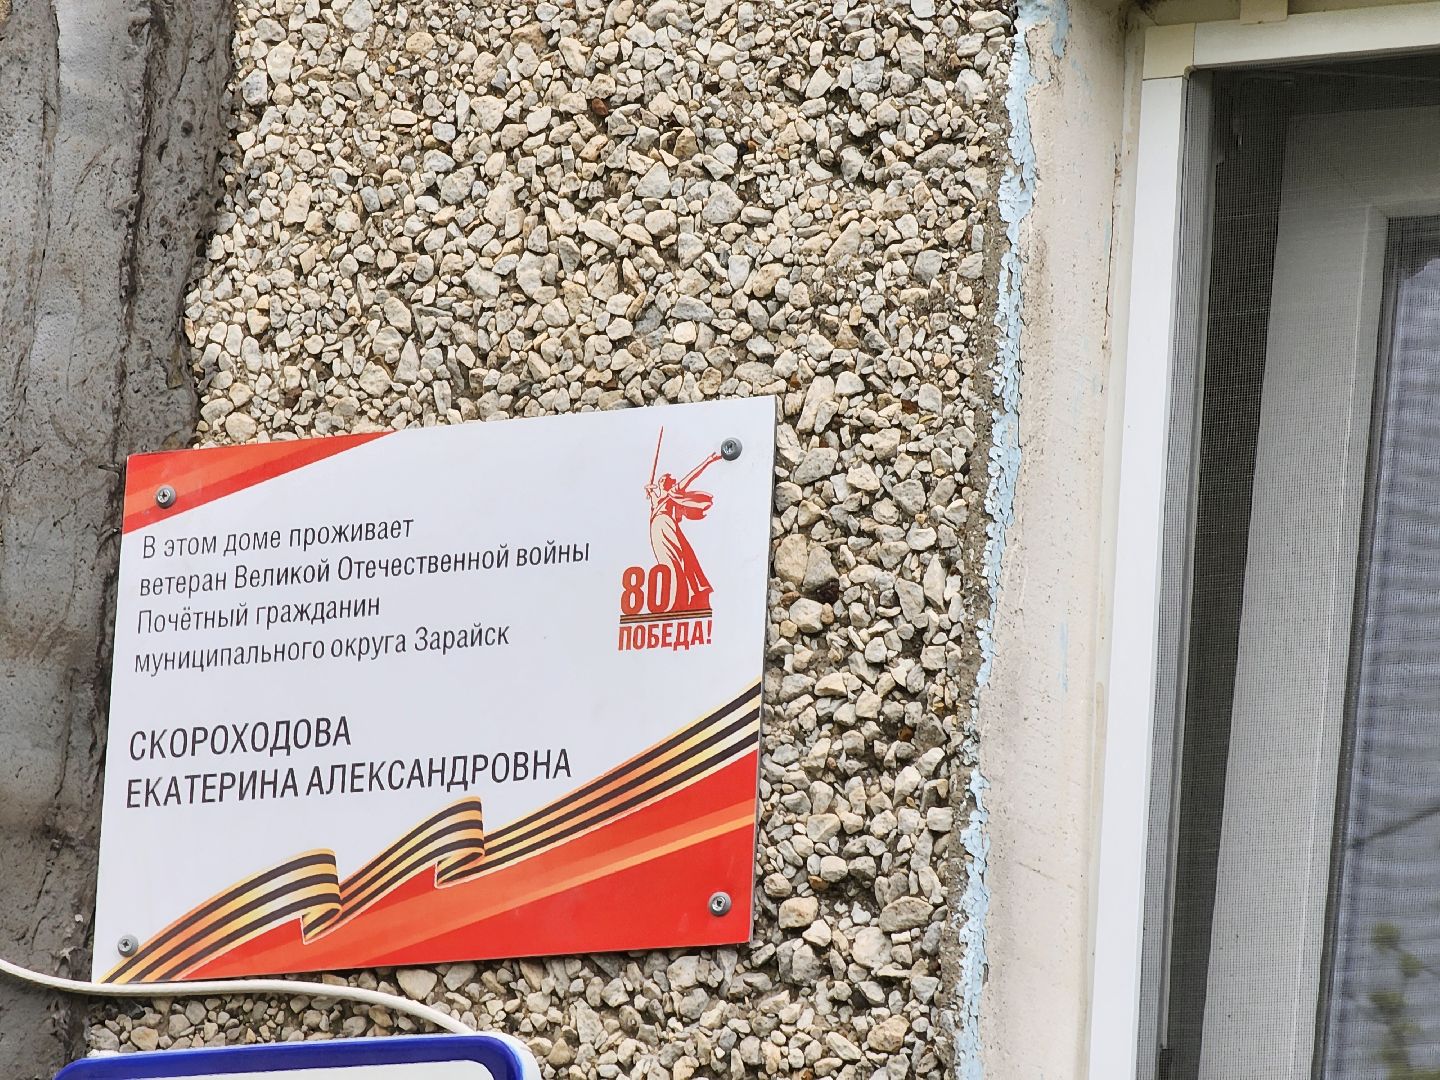 В этом доме проживает
ветеран Великой Отечественной войны
Почётный гражданин
муниципального округа Зарайск
СКОРОХОДОВА
ЕКАТЕРИНА АЛЕКСАНДРОВНА
80
ПОБЕДА!